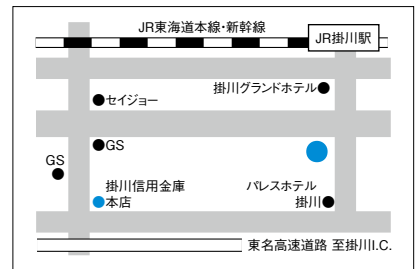 JR東海道本線・新幹線
JR掛川駅
掛川グランドホテル
セイジョー
GS
GS
掛川信用金庫
本店
パレスホテル
掛川
東名高速道路 至掛川I.C.